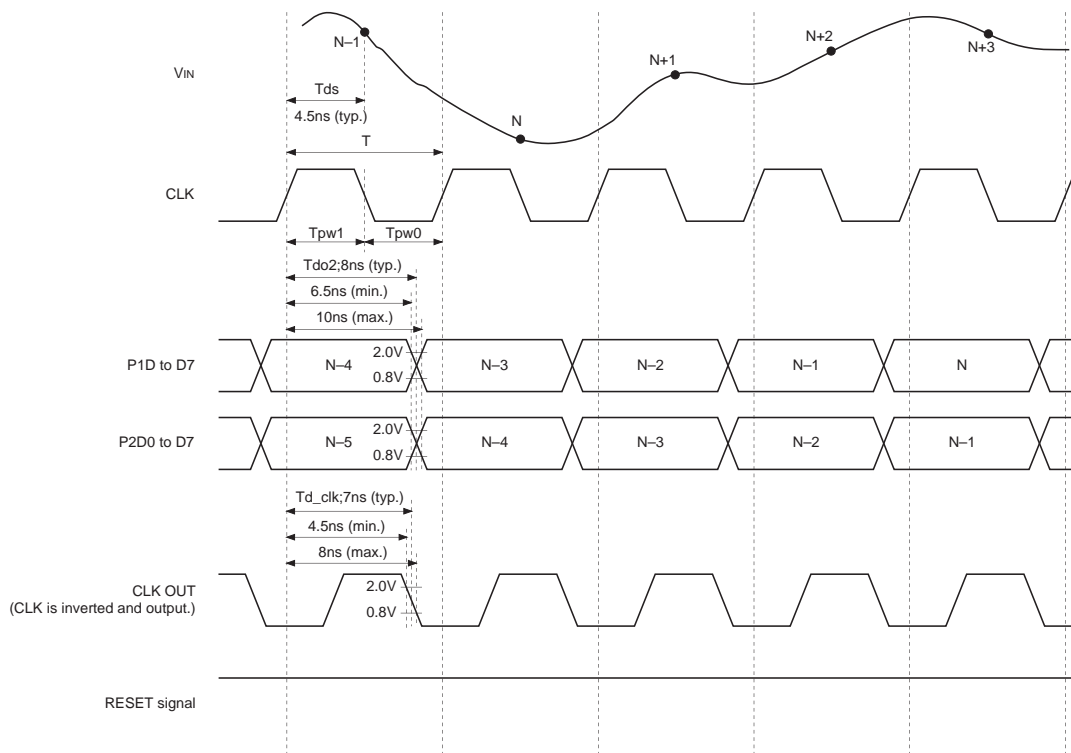 N–1
N+2
N+3
VIN
N+1
Tds
4.5ns (typ.)
N
T
CLK
Tpw1
Tpw0
Tdo2;8ns (typ.)
6.5ns (min.)
10ns (max.)
P1D to D7
N–4
2.0V
0.8V
N–3
N–2
N–1
N
P2D0 to D7
N–5
2.0V
0.8V
N–4
N–3
N–2
N–1
Td_clk;7ns (typ.)
4.5ns (min.)
8ns (max.)
CLK OUT
(CLK is inverted and output.)
2.0V
0.8V
RESET signal